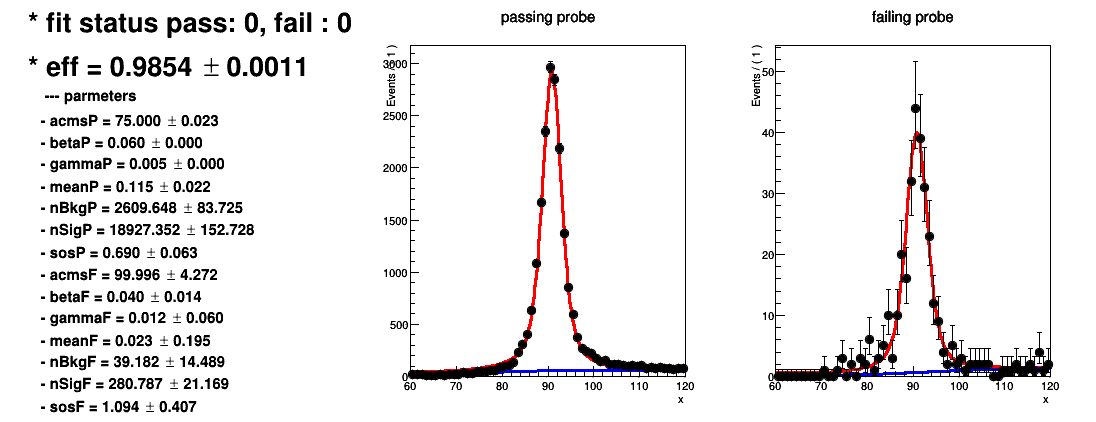 * fit status pass: 0, fail : 0
* eff = 0.9854 ± 0.0011
--- parmeters
- acmsP = 75.000 ± 0.023
- betaP = 0.060 ± 0.000
- gammaP = 0.005 ± 0.000
- meanP = 0.115 ± 0.022
- nBkgP = 2609.648 ± 83.725
- nSigP = 18927.352 ± 152.728
- sosP = 0.690 ± 0.063
- acmsF = 99.996 ± 4.272
- betaF = 0.040 ± 0.014
- gammaF = 0.012 ± 0.060
- meanF = 0.023 ± 0.195
- nBkgF = 39.182 ± 14.489
- nSigF = 280.787 ± 21.169
- sosF = 1.094 ± 0.407
passing probe
Events / ( 1 )
3000
2500
2000
1500
1000
500
0
60 70 80 90 100 110 120
x
failing probe
Events / ( 1 )
50
40
30
20
10
0
60 70 80 90 100 110 120
x